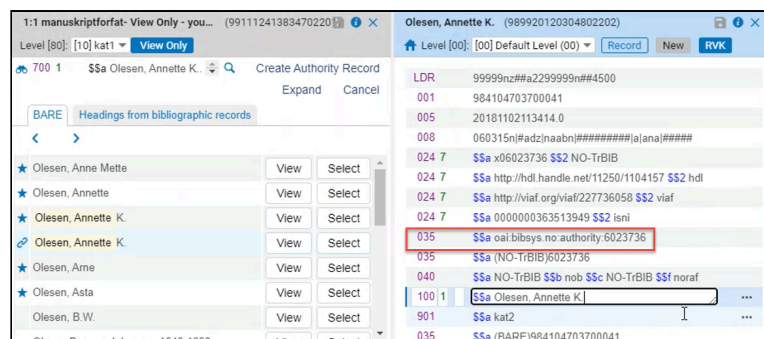 1:1 manuskriptforfat- View Only - you... (99111241383470220
Level [80]: [10] kat1 View Only
700 1 $$a Olesen, Annette K.. Create Authority Record
Expand Cancel
BARE Headings from bibliographic records
Olesen, Anne Mette View Select
Olesen, Annette View Select
Olesen, Annette K. View Select
Olesen, Annette K. View Select
Olesen, Arne View Select
Olesen, Asta View Select
Olesen, B.W. View Select
Olesen, Annette K. (989920120304802202)
Level [00]: [00] Default Level (00) Record New RVK
LDR 99999nz##a2299999n##4500
001 984104703700041
005 20181102113414.0
008 060315n|#adz|naabn|#########|a|ana|#####
024 7 $$a x06023736 $$2 NO-TrBIB
024 7 $$a http://hdl.handle.net/11250/1104157 $$2 hdl
024 7 $$a http://viaf.org/viaf/227736058 $$2 viaf
024 7 $$a 0000000363513949 $$2 isni
035 $$a oai:bibsys.no:authority:6023736
035 $$a (NO-TrBIB)6023736
040 $$a NO-TrBIB $$b nob $$c NO-TrBIB $$f noraf
100 1 $$a Olesen, Annette K.
901 $$a kat2
035 $$a (BARE)984104703700041